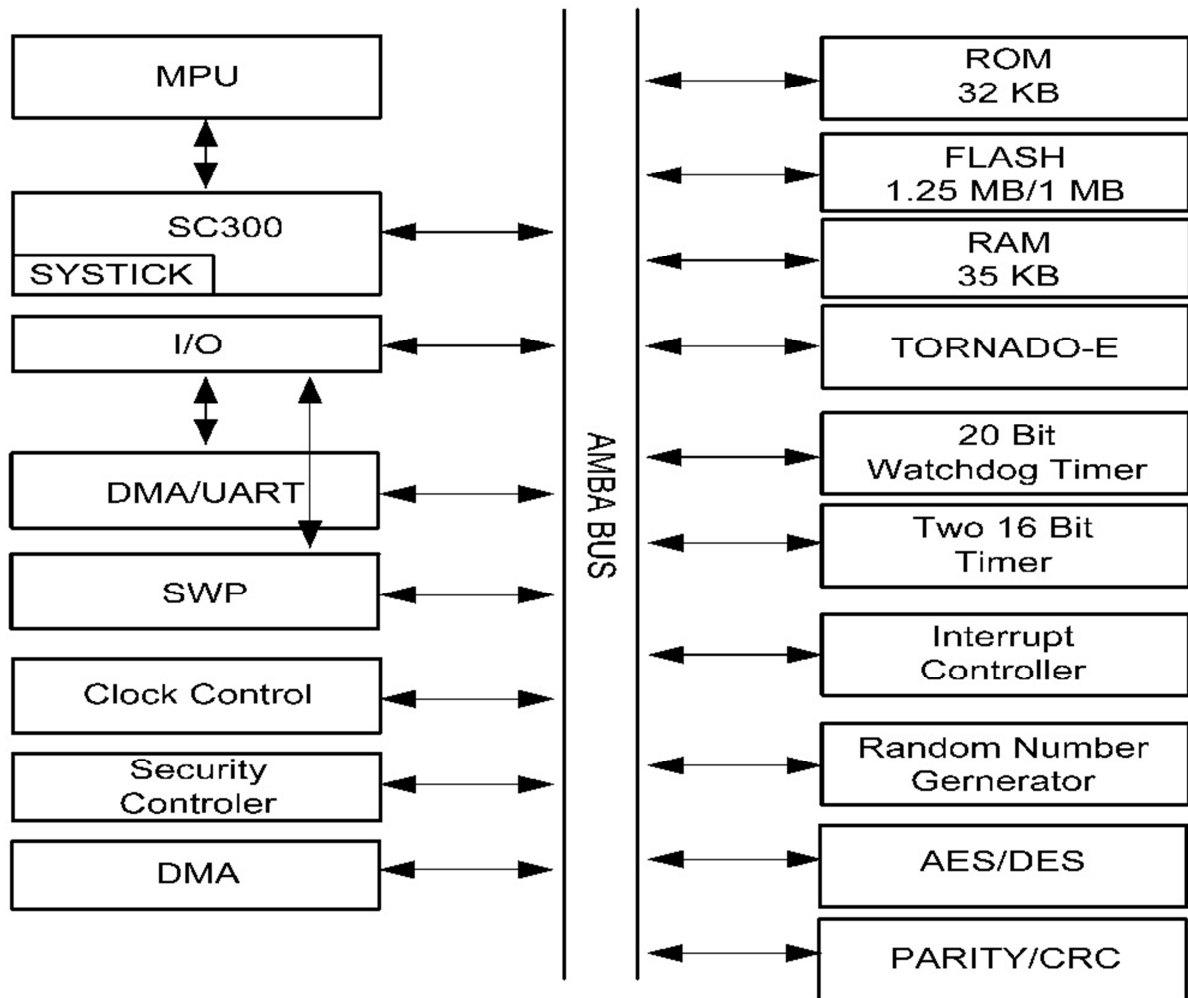 MPU
SC300
SYSTICK
I/O
DMA/UART
SWP
Clock Control
Security
Controler
DMA
AMBA BUS
ROM
32 KB
FLASH
1.25 MB/1 MB
RAM
35 KB
TORNADO-E
20 Bit
Watchdog Timer
Two 16 Bit
Timer
Interrupt
Controller
Random Number
Gernerator
AES/DES
PARITY/CRC